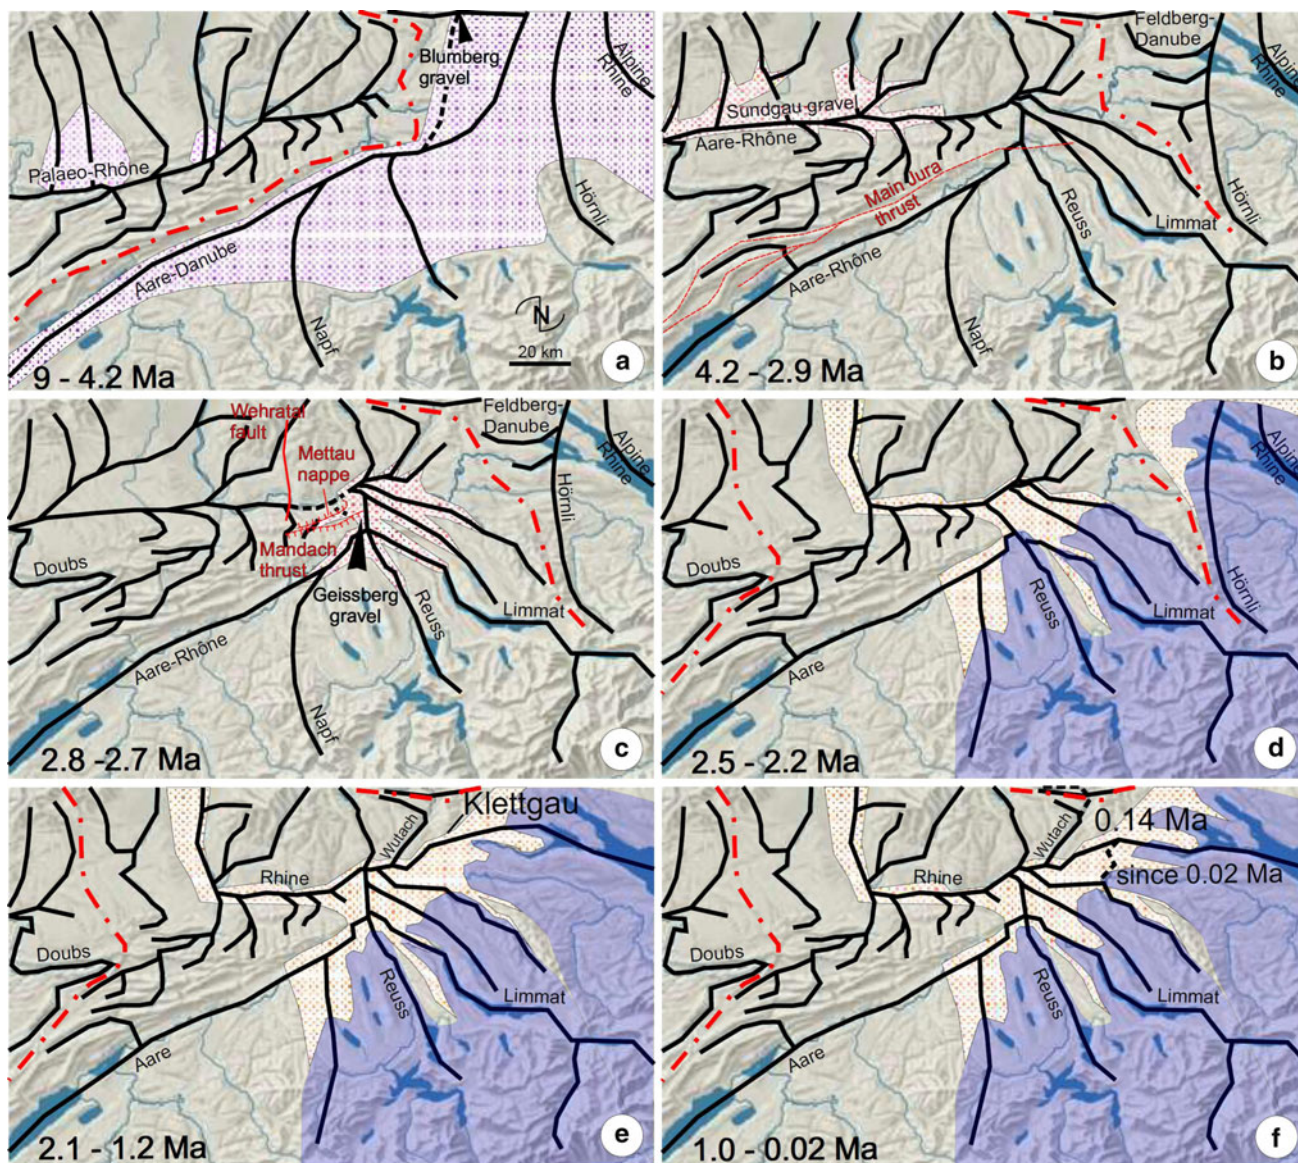 Blumberg
gravel
Alpine
Rhine
Palaeo-Rhône
Aare-Danube
Hörnli
Napf
N
20 km
9 - 4.2 Ma
a
Feldberg-
Danube
Alpine
Rhine
Sundgau gravel
Aare-Rhône
Main Jura
thrust
Hörnli
Reuss
Limmat
Aare-Rhône
Napf
4.2 - 2.9 Ma
b
Wehratal
fault
Feldberg-
Danube
Mettau
nappe
Alpine
Rhine
Hörnli
Mandach
thrust
Doubs
Geissberg
gravel
Reuss
Limmat
Aare-Rhône
Napf
2.8 -2.7 Ma
c
Alpine
Rhine
Doubs
Hörnli
Limmat
Reuss
Aare
2.5 - 2.2 Ma
d
Klettgau
Wutach
Rhine
Doubs
Reuss
Limmat
Aare
2.1 - 1.2 Ma
e
Wutach
0.14 Ma
Rhine
since 0.02 Ma
Doubs
Reuss
Limmat
Aare
1.0 - 0.02 Ma
f